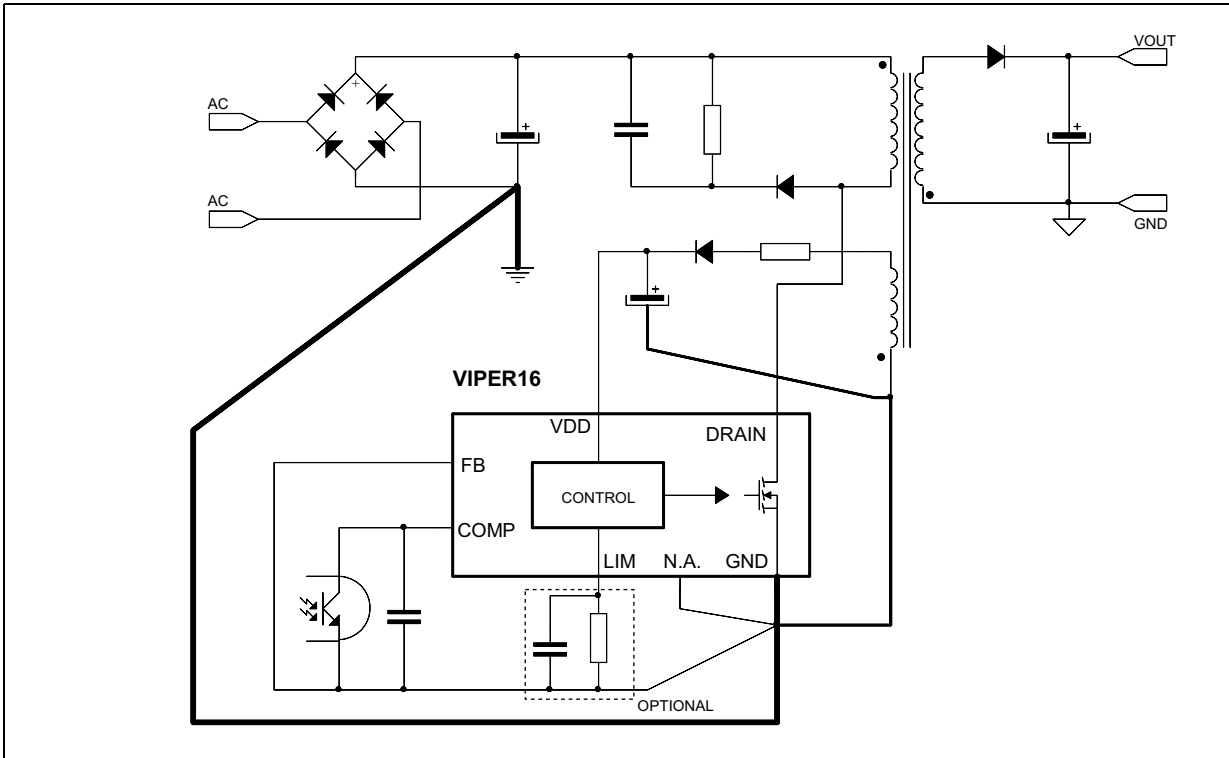 VOUT
AC
+
+
+
AC
GND
+
VIPER16
VDD
DRAIN
FB
CONTROL
COMP
LIM N.A. GND
OPTIONAL